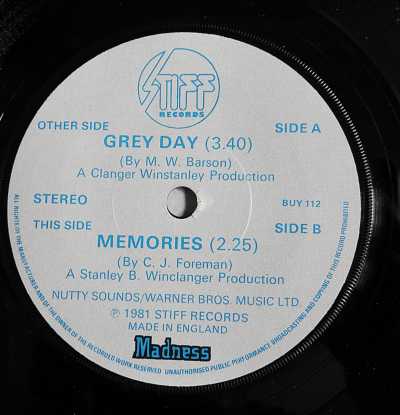 STIFF
RECORDS
OTHER SIDE
SIDE A
GREY DAY (3.40)
(By M. W. Barson)
A Clanger Winstanley Production
STEREO
BUY 112
THIS SIDE
SIDE B
MEMORIES (2.25)
(By C. J. Foreman)
A Stanley B. Winclanger Production
NUTTY SOUNDS/WARNER BROS. MUSIC LTD.
℗ 1981 STIFF RECORDS
MADE IN ENGLAND
Madness
ALL RIGHTS OF THE MANUFACTURER AND OF THE OWNER OF THE RECORDED WORK RESERVED UNAUTHORISED PUBLIC PERFORMANCE BROADCASTING AND COPYING OF THIS RECORD PROHIBITED